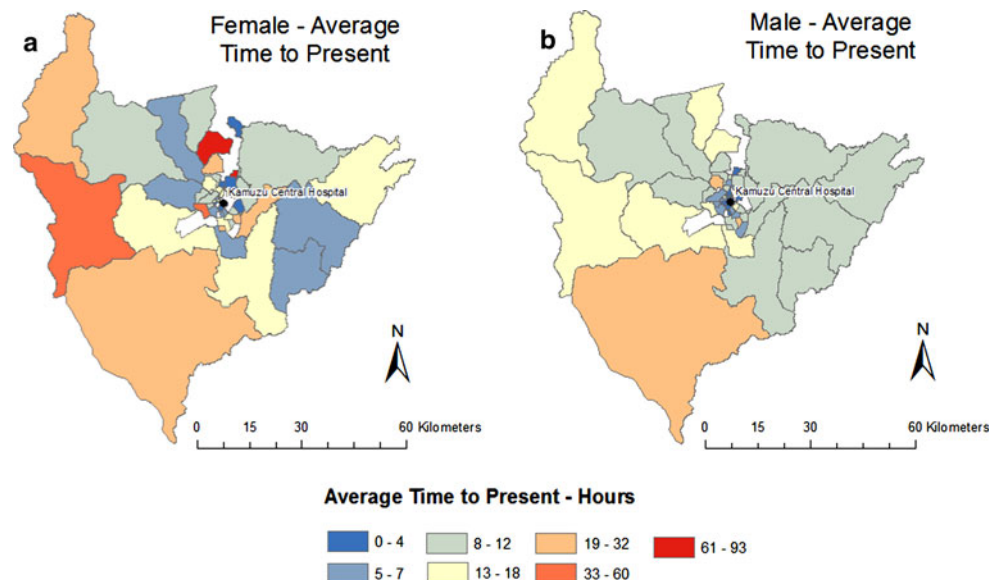 a
Female - Average
Time to Present
Kamuzu Central Hospital
N
0 15 30 60 Kilometers
b
Male - Average
Time to Present
Kamuzu Central Hospital
N
0 15 30 60 Kilometers
Average Time to Present - Hours
0 - 4 8 - 12 19 - 32 61 - 93
5 - 7 13 - 18 33 - 60